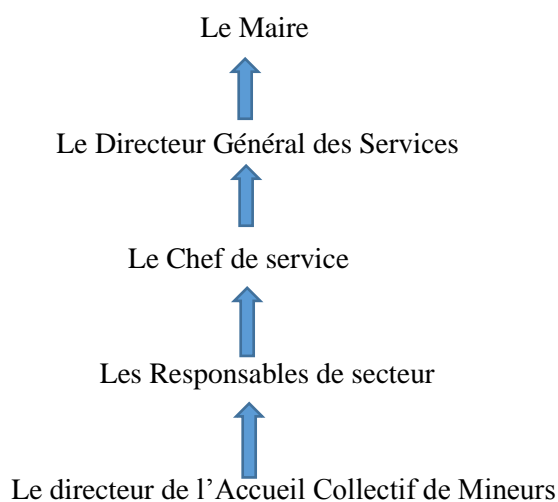 Le Maire
Le Directeur Général des Services
Le Chef de service
Les Responsables de secteur
Le directeur de l’Accueil Collectif de Mineurs